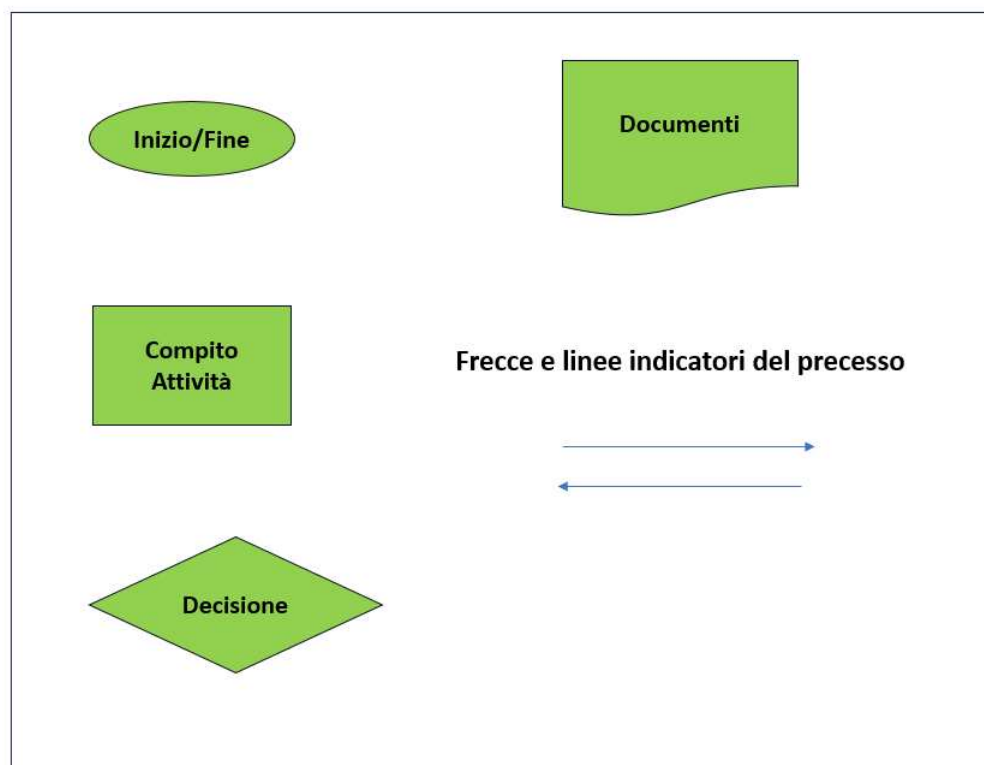 Inizio/Fine
Documenti
Compito
Attività
Frecce e linee indicatori del precesso
Decisione